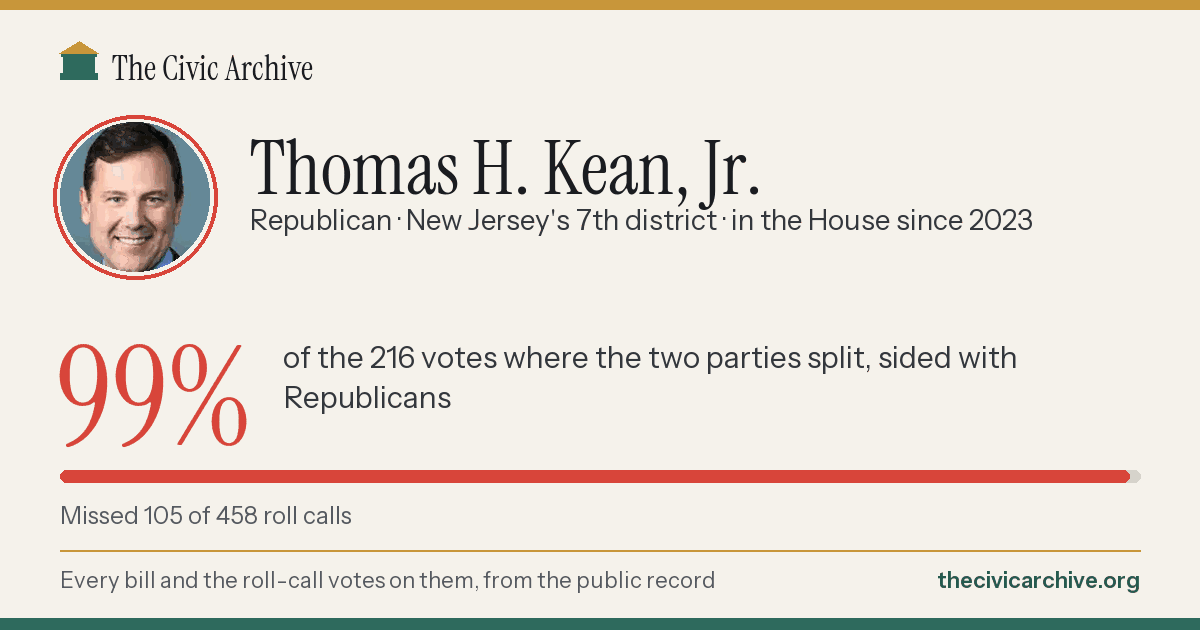 The Civic Archive
Thomas H. Kean, Jr.
Republican · New Jersey's 7th district · in the House since 2023
99%
of the 216 votes where the two parties split, sided with
Republicans
Missed 105 of 458 roll calls
Every bill and the roll-call votes on them, from the public record
thecivicarchive.org